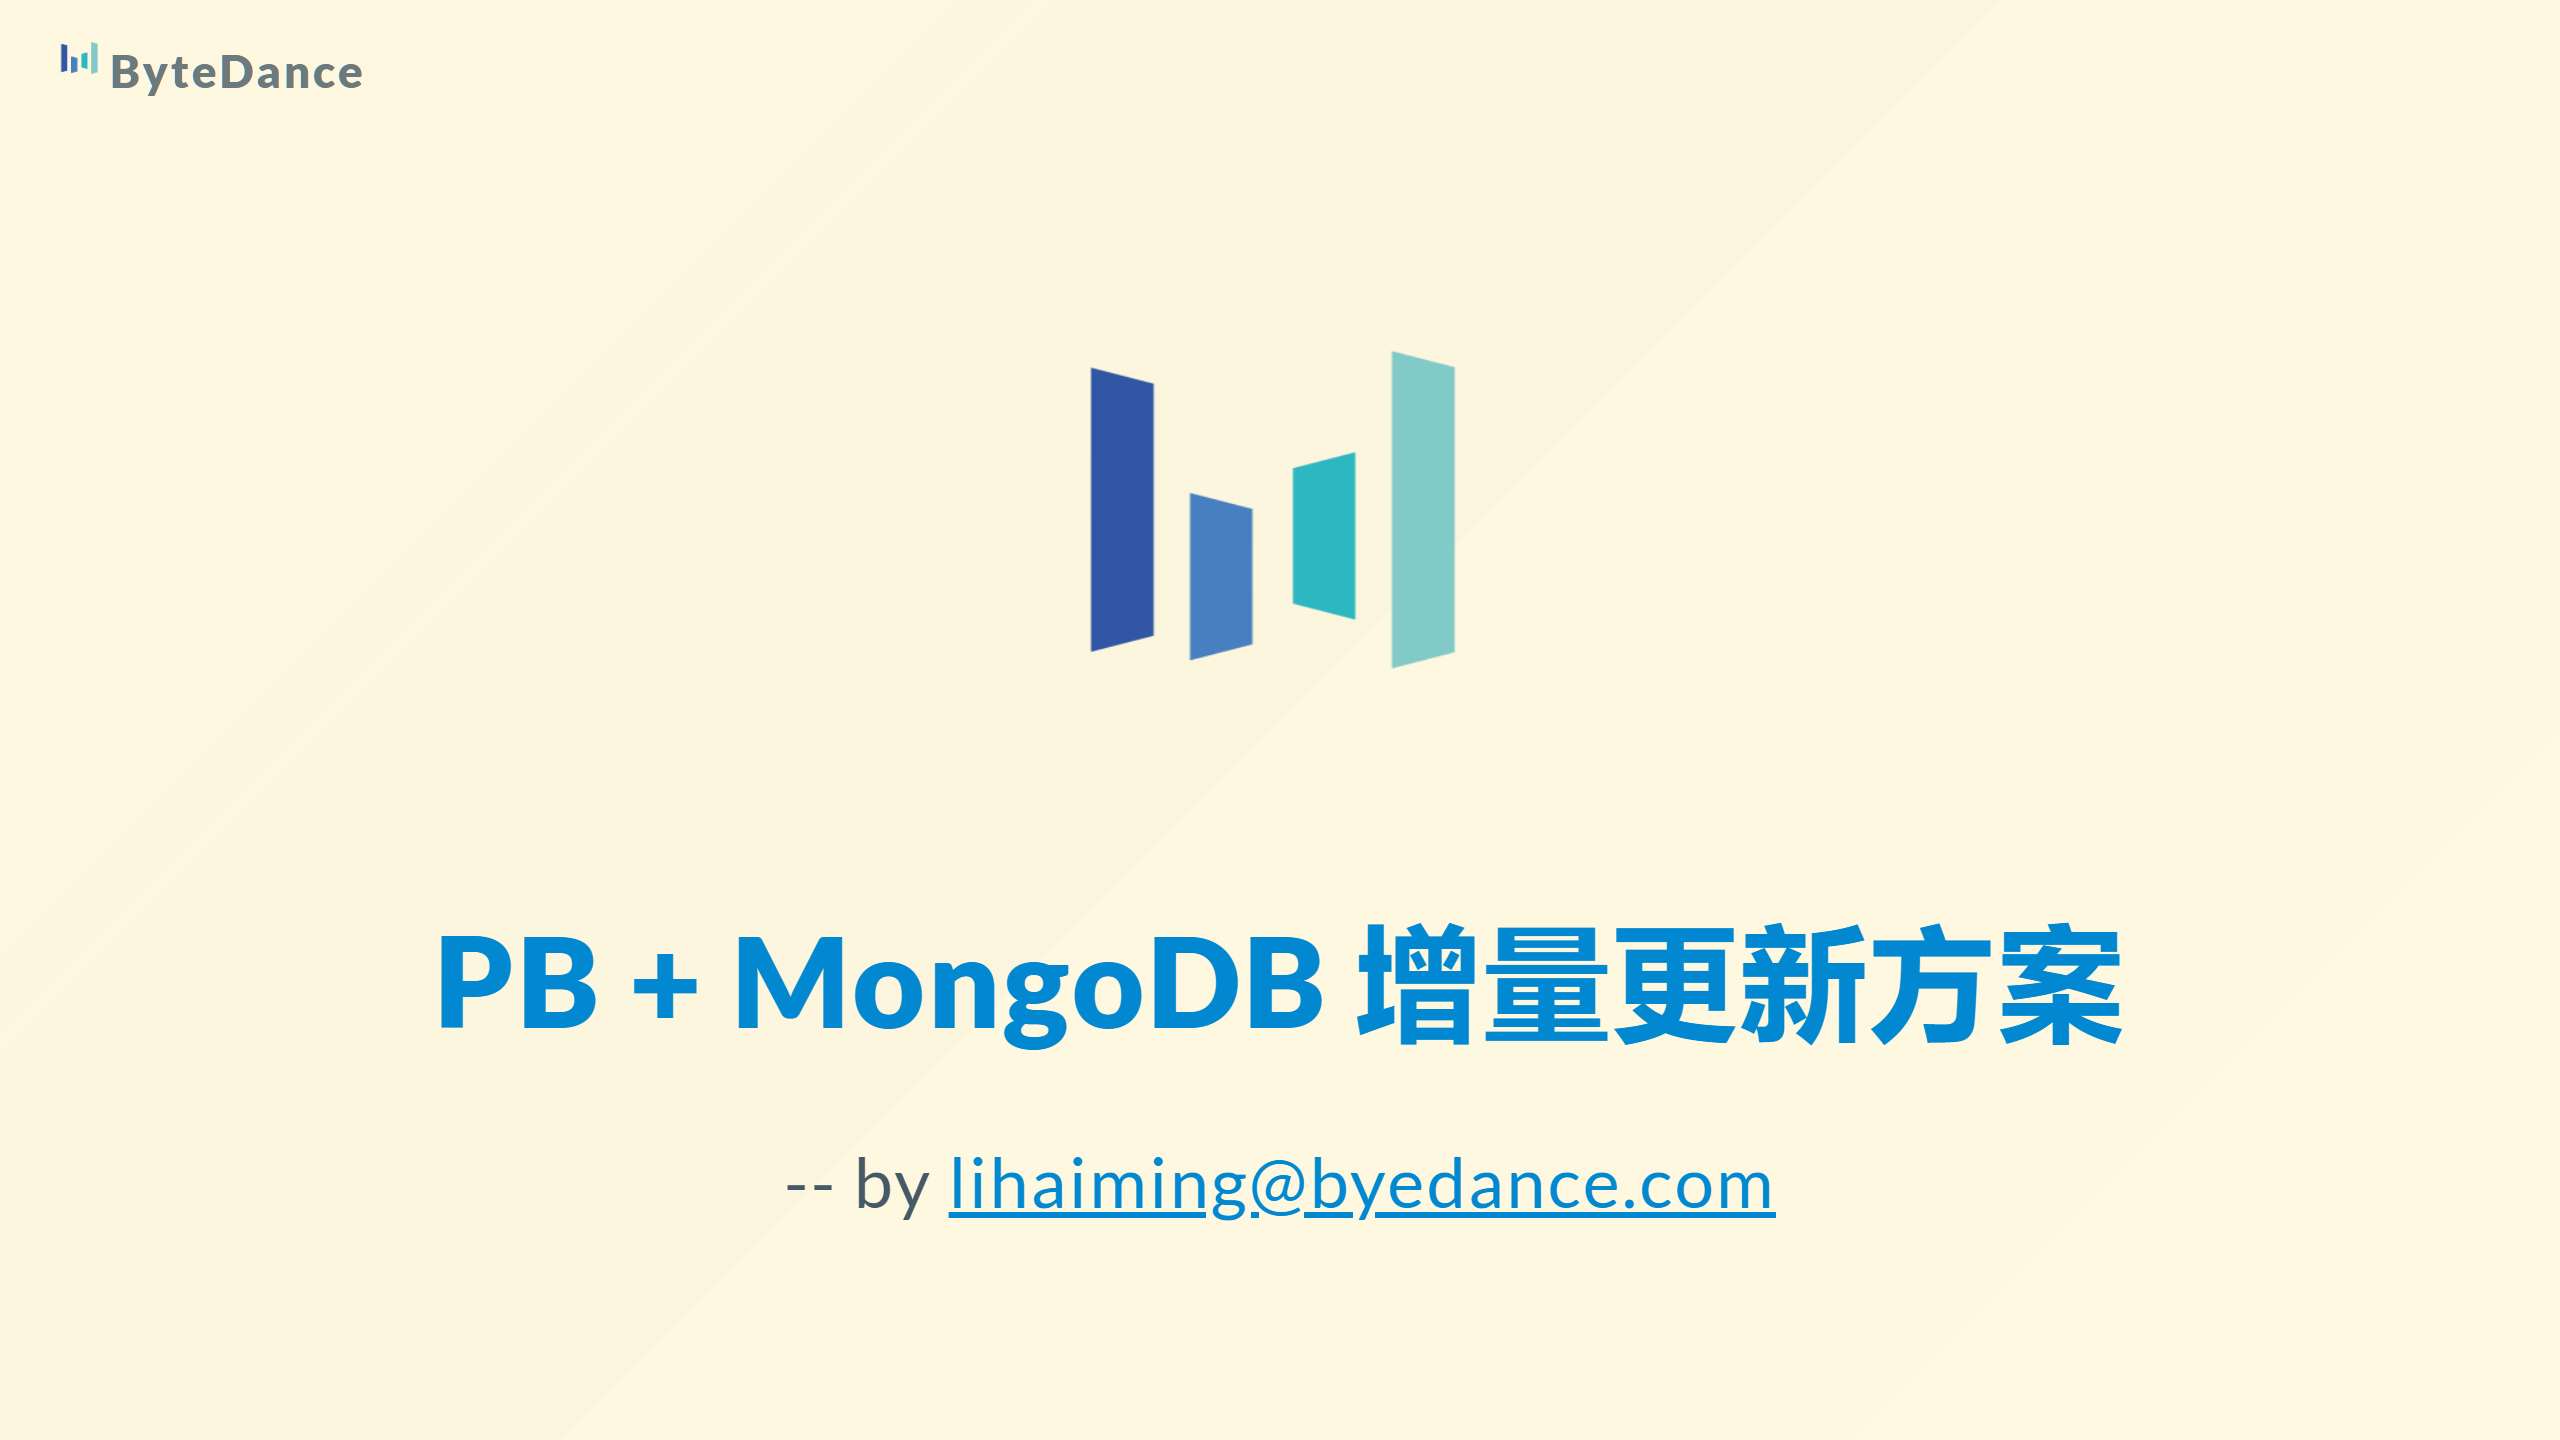 ByteDance
PB + MongoDB 增量更新方案
-- by lihaiming@byedance.com